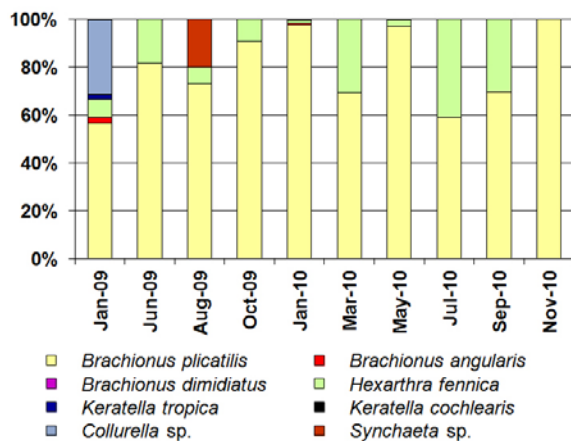 100%
80%
60%
40%
20%
0%
Jan-09 Jun-09 Aug-09 Oct-09 Jan-10 Mar-10 May-10 Jul-10 Sep-10 Nov-10
Brachionus plicatilis Brachionus angularis
Brachionus dimidiatus Hexarthra fennica
Keratella tropica Keratella cochlearis
Collurella sp. Synchaeta sp.